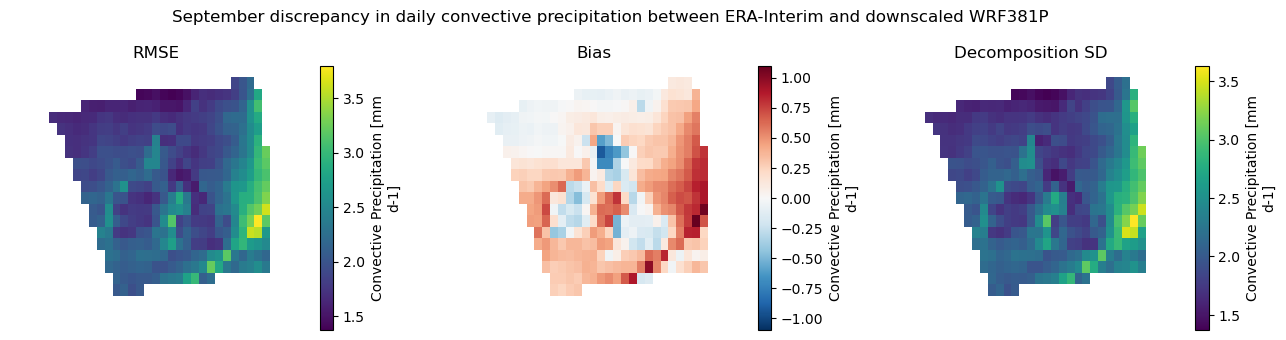 September discrepancy in daily convective precipitation between ERA-Interim and downscaled WRF381P
RMSE
3.5
3.0
2.5
2.0
1.5
Convective Precipitation [mm
d-1]
Bias
1.00
0.75
0.50
0.25
0.00
−0.25
−0.50
−0.75
−1.00
Convective Precipitation [mm
d-1]
Decomposition SD
3.5
3.0
2.5
2.0
1.5
Convective Precipitation [mm
d-1]